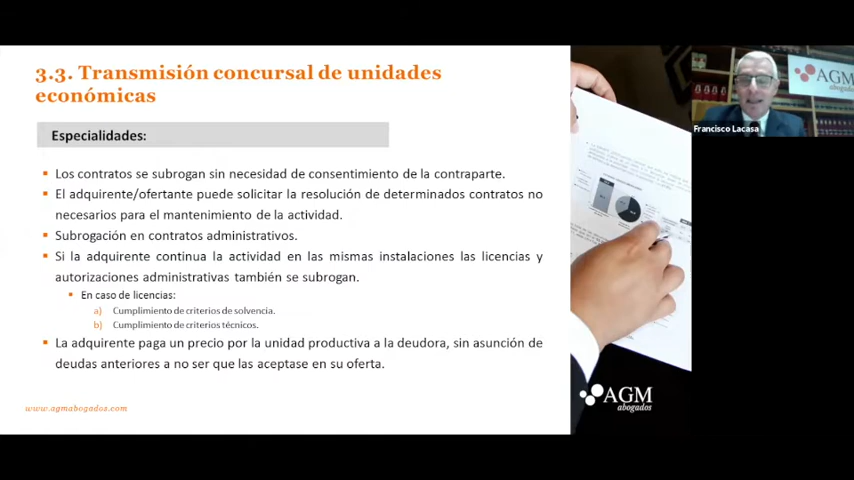 3.3. Transmisión concursal de unidades
económicas
Especialidades:
Los contratos se subrogan sin necesidad de consentimiento de la contraparte.
El adquirente/ofertante puede solicitar la resolución de determinados contratos no
necesarios para el mantenimiento de la actividad.
Subrogación en contratos administrativos.
Si la adquirente continua la actividad en las mismas instalaciones las licencias y
autorizaciones administrativas también se subrogan.
En caso de licencias:
a) Cumplimiento de criterios de solvencia.
b) Cumplimiento de criterios técnicos.
La adquirente paga un precio por la unidad productiva a la deudora, sin asunción de
deudas anteriores a no ser que las aceptase en su oferta.
www.agmabogados.com
AGM
abogados
AGM
abogados
Francisco Lacasa